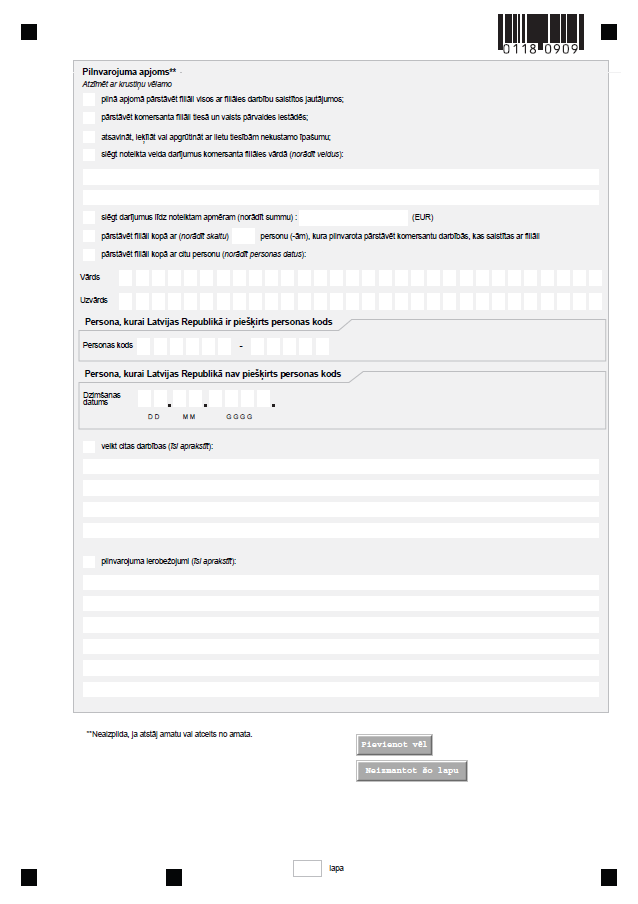 0118 0909
Pilnvarojuma apjoms**
Atzīmēt ar krustiņu vēlamo
pilnā apjomā pārstāvēt filiāli visos ar filiāles darbību saistītos jautājumos;
pārstāvēt komersanta filiāli tiesā un valsts pārvaldes iestādēs;
atsavināt, ieķīlāt vai apgrūtināt ar lietu tiesībām nekustamo īpašumu;
slēgt noteikta veida darījumus komersanta filiāles vārdā (norādīt veidus):
slēgt darījumus līdz noteiktam apmēram (norādīt summu) : (EUR)
pārstāvēt filiāli kopā ar (norādīt skaitu) personu (-ām), kura pilnvarota pārstāvēt komersantu darbībās, kas saistītas ar filiāli
pārstāvēt filiāli kopā ar citu personu (norādīt personas datus):
Vārds
Uzvārds
Persona, kurai Latvijas Republikā ir piešķirts personas kods
Personas kods -
Persona, kurai Latvijas Republikā nav piešķirts personas kods
Dzimšanas
datums . . .
D D M M G G G G
veikt citas darbības (īsi aprakstīt):
pilnvarojuma ierobežojumi (īsi aprakstīt):
**Neaizpilda, ja atstāj amatu vai atcelts no amata.
Pievienot vēl
Neizmantot šo lapu
lapa